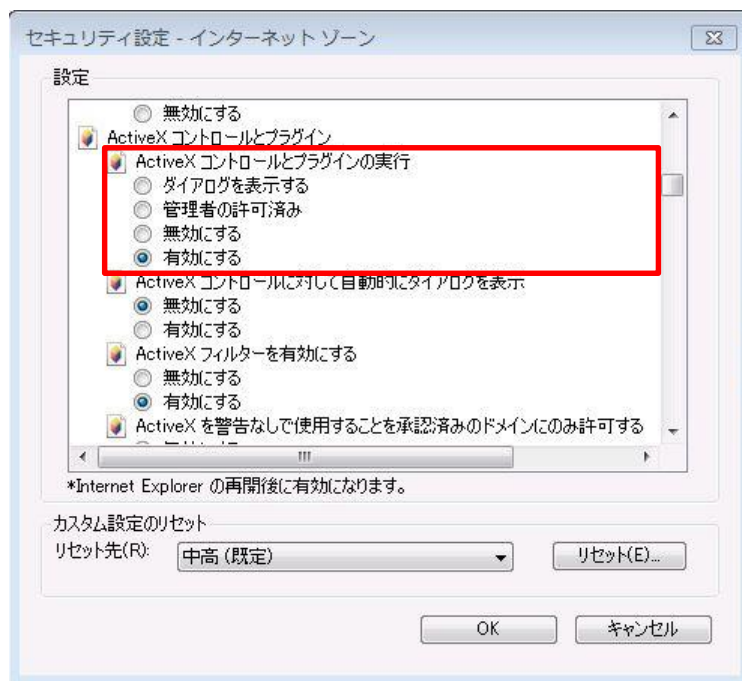 セキュリティ設定 - インターネット ゾーン
設定
無効にする
ActiveX コントロールとプラグイン
ActiveX コントロールとプラグインの実行
ダイアログを表示する
管理者の許可済み
無効にする
有効にする
ActiveX コントロールに対して自動的にダイアログを表示
無効にする
有効にする
ActiveX フィルターを有効にする
無効にする
有効にする
ActiveX を警告なしで使用することを承認済みのドメインにのみ許可する
*Internet Explorer の再開後に有効になります。
カスタム設定のリセット
リセット先(R): 中高 (既定) リセット(E)...
OK キャンセル